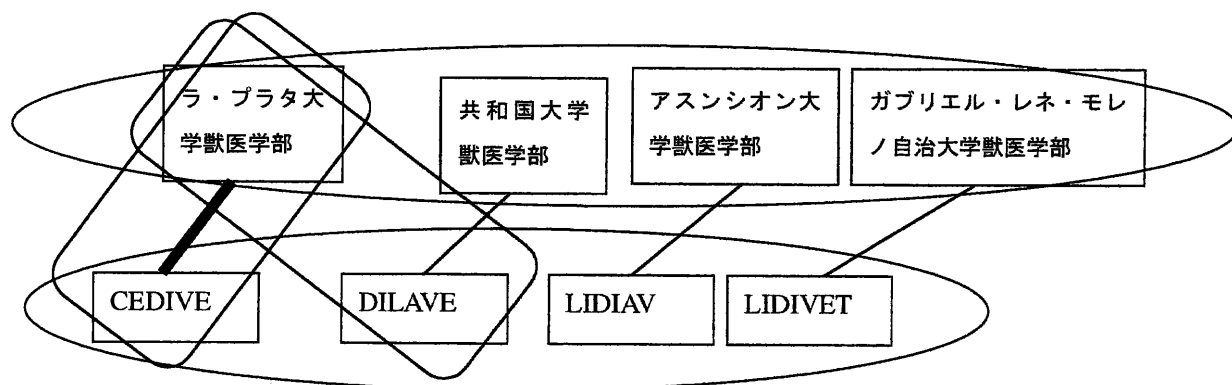 ラ・プラタ大
学獣医学部
共和国大学
獣医学部
アスンシオン大
学獣医学部
ガブリエル・レネ・モレ
ノ自治大学獣医学部
CEDIVE
DILAVE
LIDIAV
LIDIVET